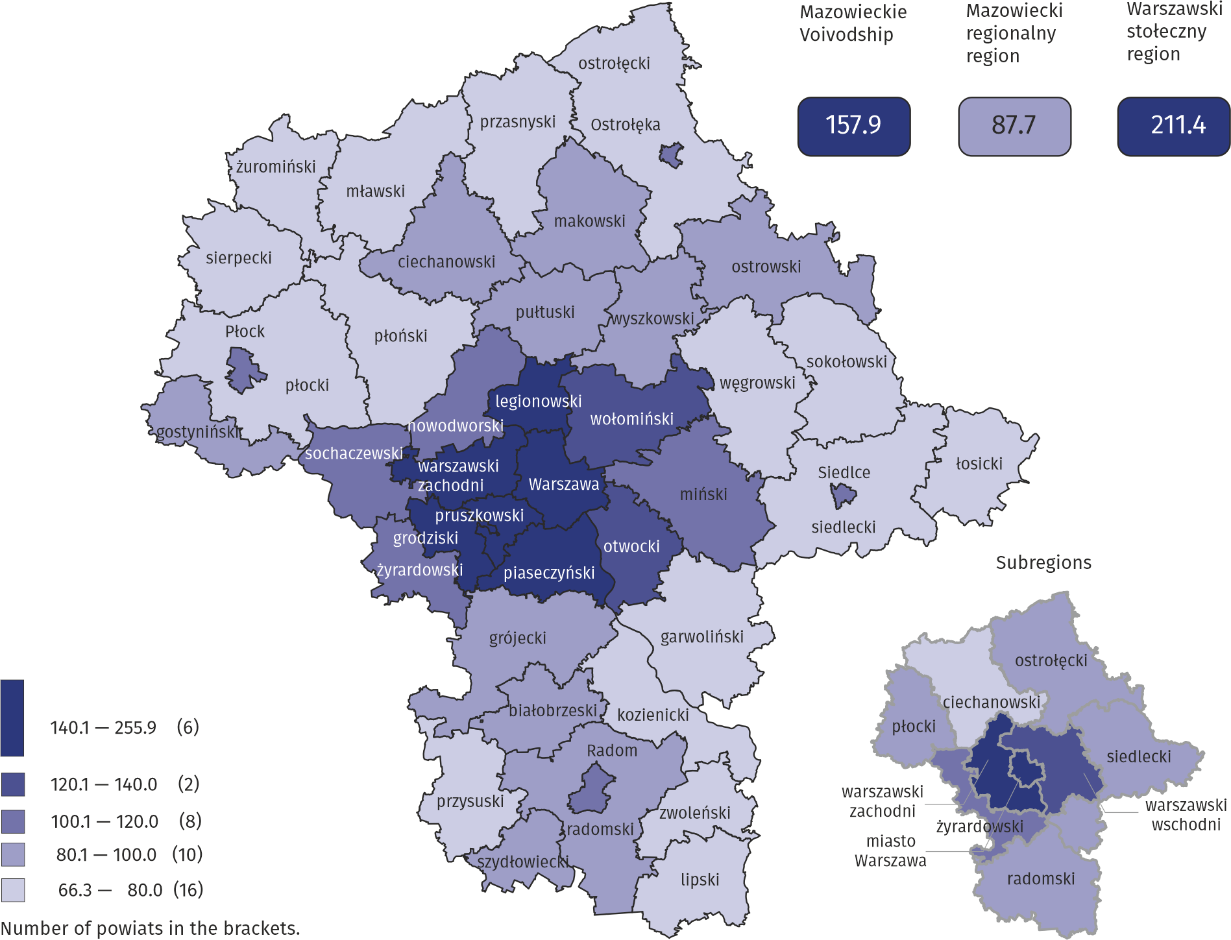 Mazowieckie
Voivodship
Mazowiecki
regionalny
region
Warszawski
stołeczny
region
157.9
87.7
211.4
ostrołęcki
przasnyski
Ostrołęka
żuromiński
mławski
makowski
sierpecki
ciechanowski
ostrowski
pułtuski
wyszkowski
Płock
płoński
płocki
sokołowski
węgrowski
legionowski
wołomiński
gostyniński
nowodworski
sochaczewski
warszawski
zachodni
Warszawa
Siedlce
łosicki
miński
siedlecki
pruszkowski
grodziski
otwocki
żyrardowski
piaseczyński
grójecki
garwoliński
białobrzeski
kozienicki
Radom
przysuski
zwoleński
radomski
szydłowiecki
lipski
140.1 — 255.9 (6)
120.1 — 140.0 (2)
100.1 — 120.0 (8)
80.1 — 100.0 (10)
66.3 — 80.0 (16)
Number of powiats in the brackets.
Subregions
ostrołęcki
ciechanowski
płocki
siedlecki
warszawski
zachodni
warszawski
wschodni
żyrardowski
miasto
Warszawa
radomski